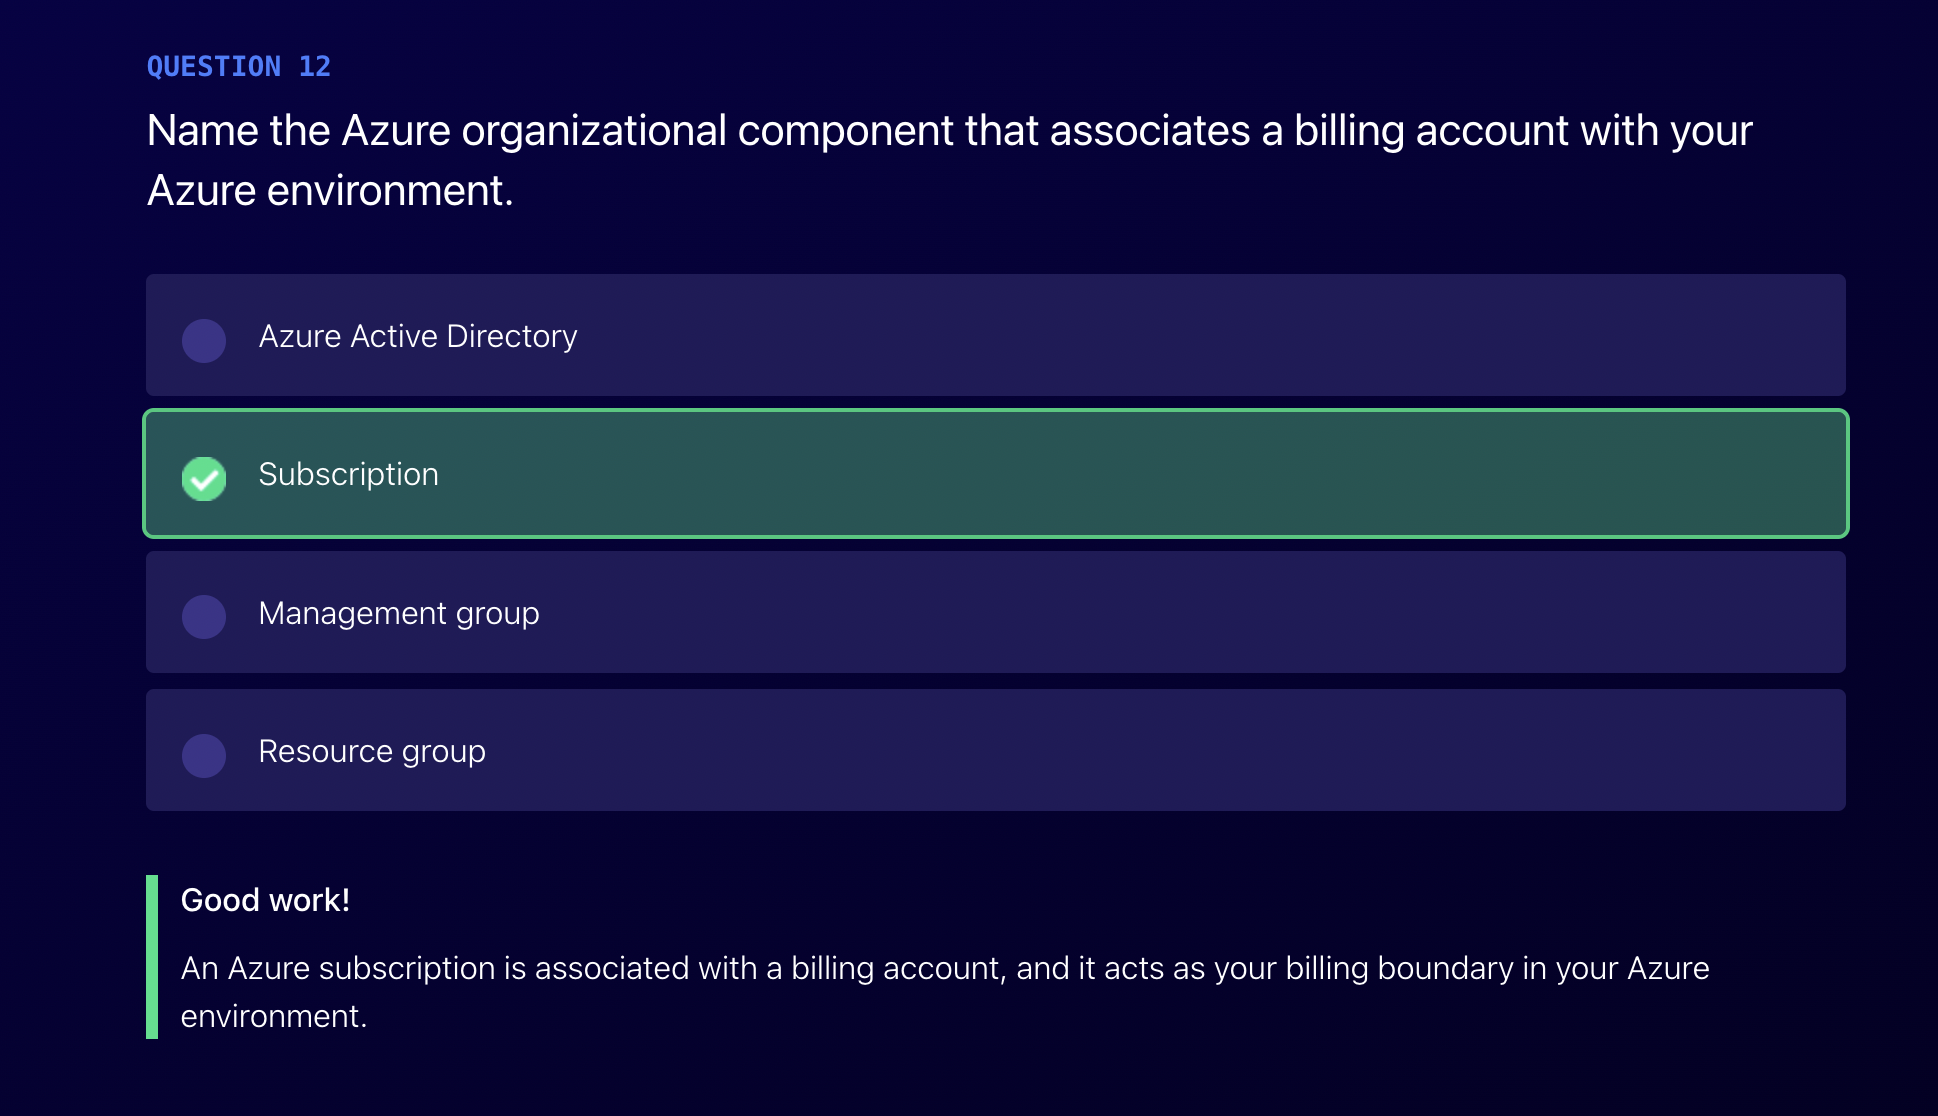 QUESTION 12
Name the Azure organizational component that associates a billing account with your
Azure environment.
Azure Active Directory
Subscription
Management group
Resource group
Good work!
An Azure subscription is associated with a billing account, and it acts as your billing boundary in your Azure
environment.